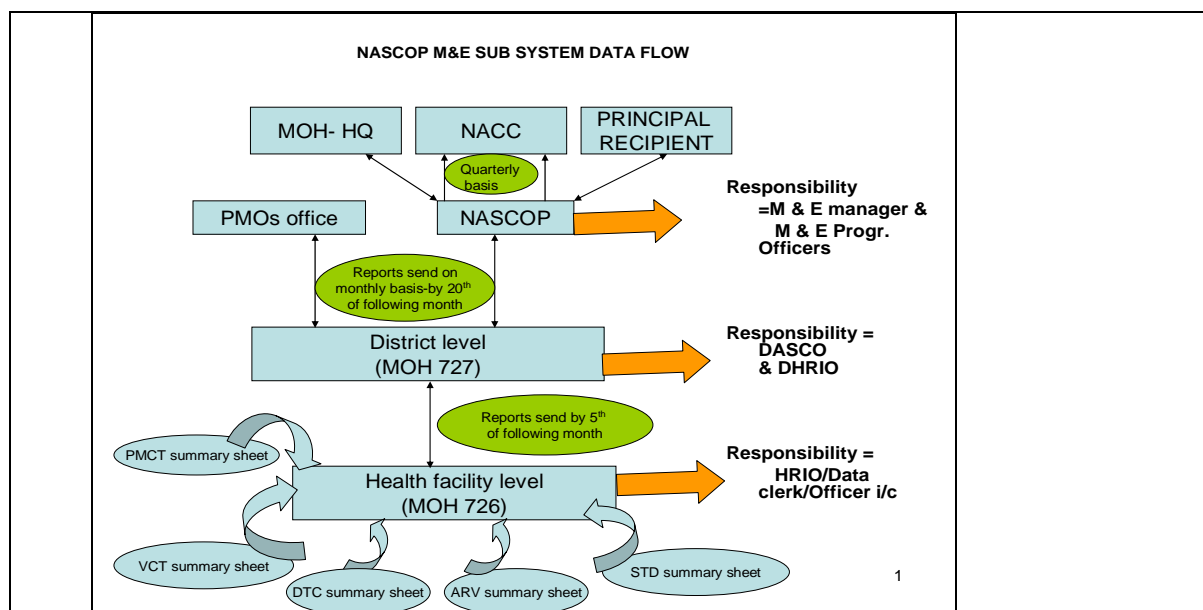 NASCOP M&E SUB SYSTEM DATA FLOW
MOH- HQ
NACC
PRINCIPAL
RECIPIENT
Quarterly
basis
PMOs office
NASCOP
Responsibility
=M & E manager &
M & E Progr.
Officers
Reports send on
monthly basis-by 20th
of following month
District level
(MOH 727)
Responsibility =
DASCO
& DHRIO
Reports send by 5th
of following month
PMCT summary sheet
Health facility level
(MOH 726)
Responsibility =
HRIO/Data
clerk/Officer i/c
VCT summary sheet
DTC summary sheet
ARV summary sheet
STD summary sheet
1